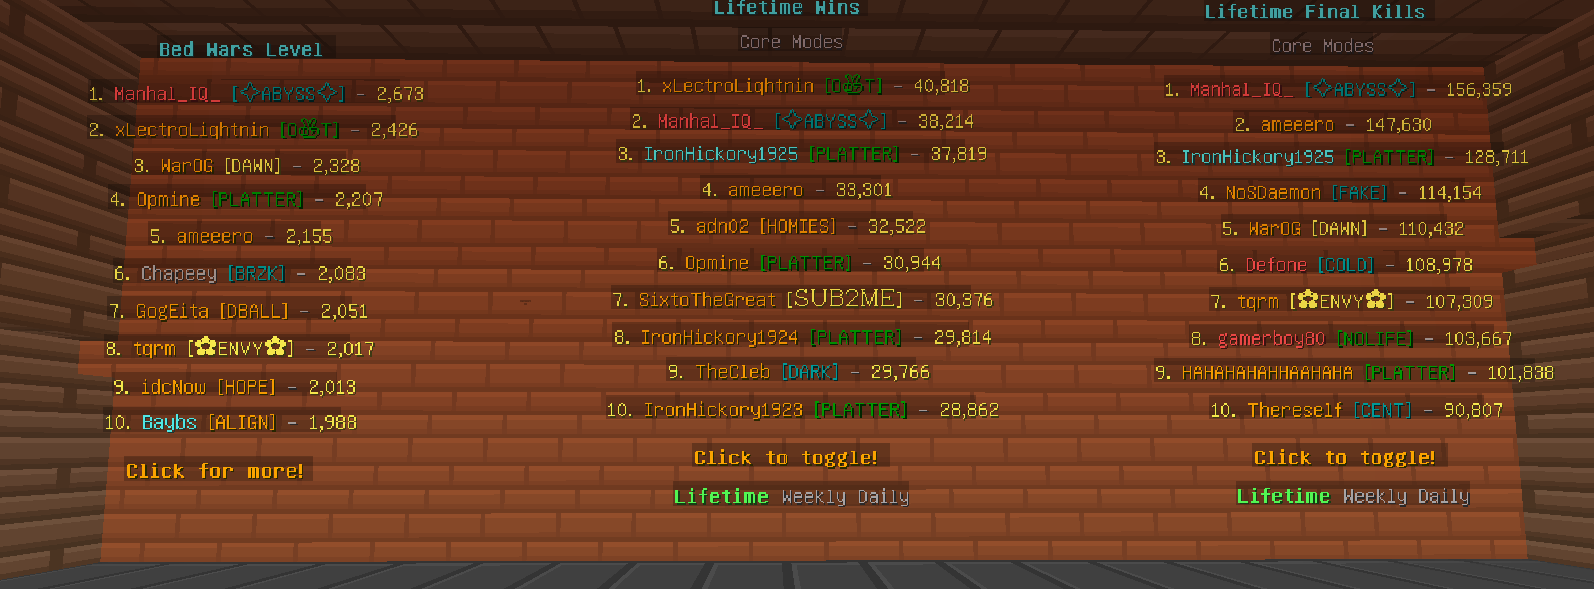 Bed Wars Level
1. Manhal_IQ_ [✧ABYSS✧] - 2,673
2. xLectroLightnin [O T] - 2,426
3. WarOG [DAWN] - 2,328
4. Opmine [PLATTER] - 2,207
5. ameeero - 2,155
6. Chapeey [BRZK] - 2,083
7. GogEita [DBALL] - 2,051
8. tqrm [✿ENVY✿] - 2,017
9. idcNow [HOPE] - 2,013
10. Baybs [ALIGN] - 1,988
Click for more!
Lifetime Wins
Core Modes
1. xLectroLightnin [O T] - 40,818
2. Manhal_IQ_ [✧ABYSS✧] - 38,214
3. IronHickory1925 [PLATTER] - 37,819
4. ameeero - 33,301
5. adn02 [HOMIES] - 32,522
6. Opmine [PLATTER] - 30,944
7. SixtoTheGreat [SUB2ME] - 30,376
8. IronHickory1924 [PLATTER] - 29,814
9. TheCleb [DARK] - 29,766
10. IronHickory1923 [PLATTER] - 28,862
Click to toggle!
Lifetime Weekly Daily
Lifetime Final Kills
Core Modes
1. Manhal_IQ_ [✧ABYSS✧] - 156,359
2. ameeero - 147,630
3. IronHickory1925 [PLATTER] - 128,711
4. NoSDaemon [FAKE] - 114,154
5. WarOG [DAWN] - 110,432
6. Defone [COLD] - 108,978
7. tqrm [✿ENVY✿] - 107,309
8. gamerboy80 [NOLIFE] - 103,667
9. HAHAHAHAHHAAHAHA [PLATTER] - 101,838
10. Thereself [CENT] - 90,807
Click to toggle!
Lifetime Weekly Daily